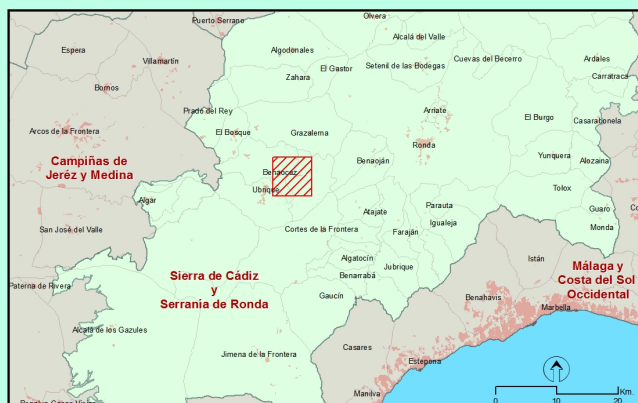 Puerto Serrano
Olvera
Alcalá del Valle
Espera
Villamartín
Algodonales
El Gastor
Setenil de las Bodegas
Cuevas del Becerro
Ardales
Zahara
Carratraca
Bornos
Prado del Rey
Arriate
El Burgo
Casarabonela
Arcos de la Frontera
El Bosque
Grazalema
Ronda
Campiñas de
Jeréz y Medina
Benaoján
Yunquera
Alozaina
Benaocaz
Ubrique
Tolox
Algar
Parauta
Guaro
Atajate
Igualeja
Monda
San José del Valle
Cortes de la Frontera
Faraján
Algatocín
Jubrique
Istán
Málaga y
Costa del Sol
Occidental
Sierra de Cádiz
y
Serrania de Ronda
Benarrabá
Paterna de Rivera
Gaucín
Benahavis
Marbella
Alcalá de los Gazules
Casares
Jimena de la Frontera
Estepona
Manilva
0 10 20
Km.